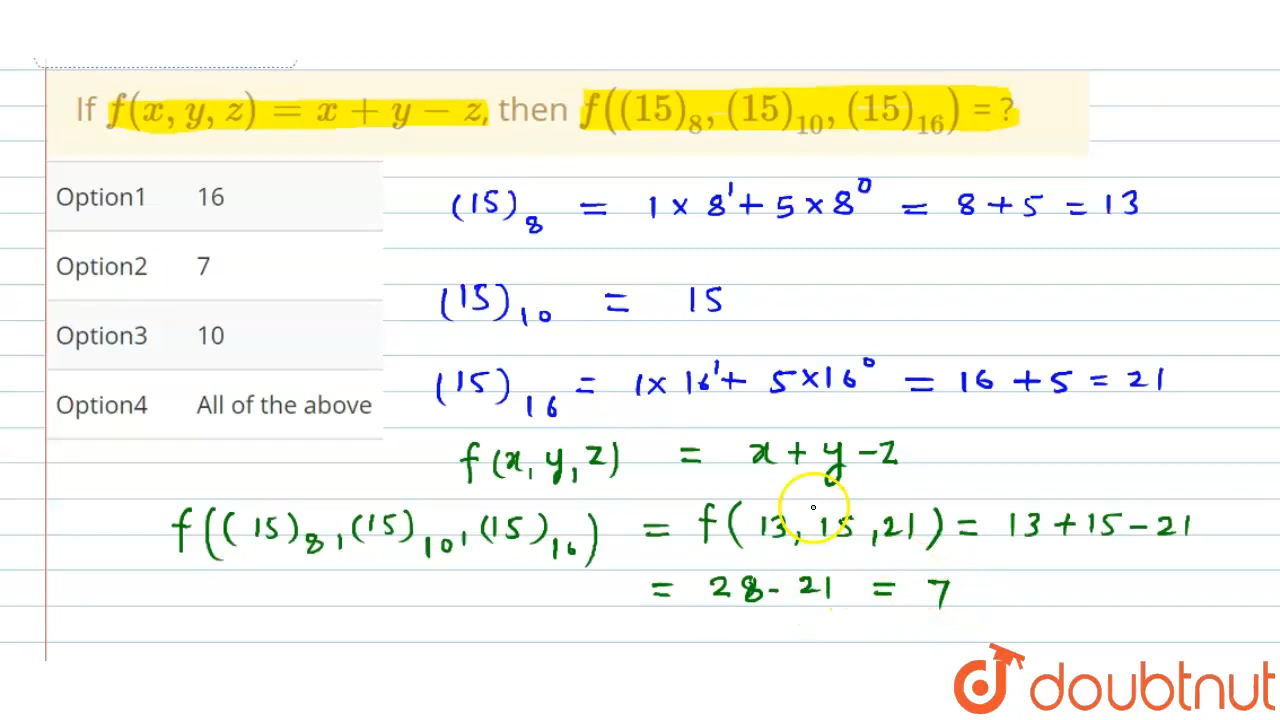 If f(x, y, z) = x + y − z, then f((15)₈, (15)₁₀, (15)₁₆) = ?
Option1 16
Option2 7
Option3 10
Option4 All of the above
(15)₈ = 1 × 8¹ + 5 × 8⁰ = 8 + 5 = 13
(15)₁₀ = 15
(15)₁₆ = 1 × 16¹ + 5 × 16⁰ = 16 + 5 = 21
f(x, y, z) = x + y − z
f((15)₈, (15)₁₀, (15)₁₆) = f(13, 15, 21) = 13 + 15 − 21
= 28 - 21 = 7
doubtnut